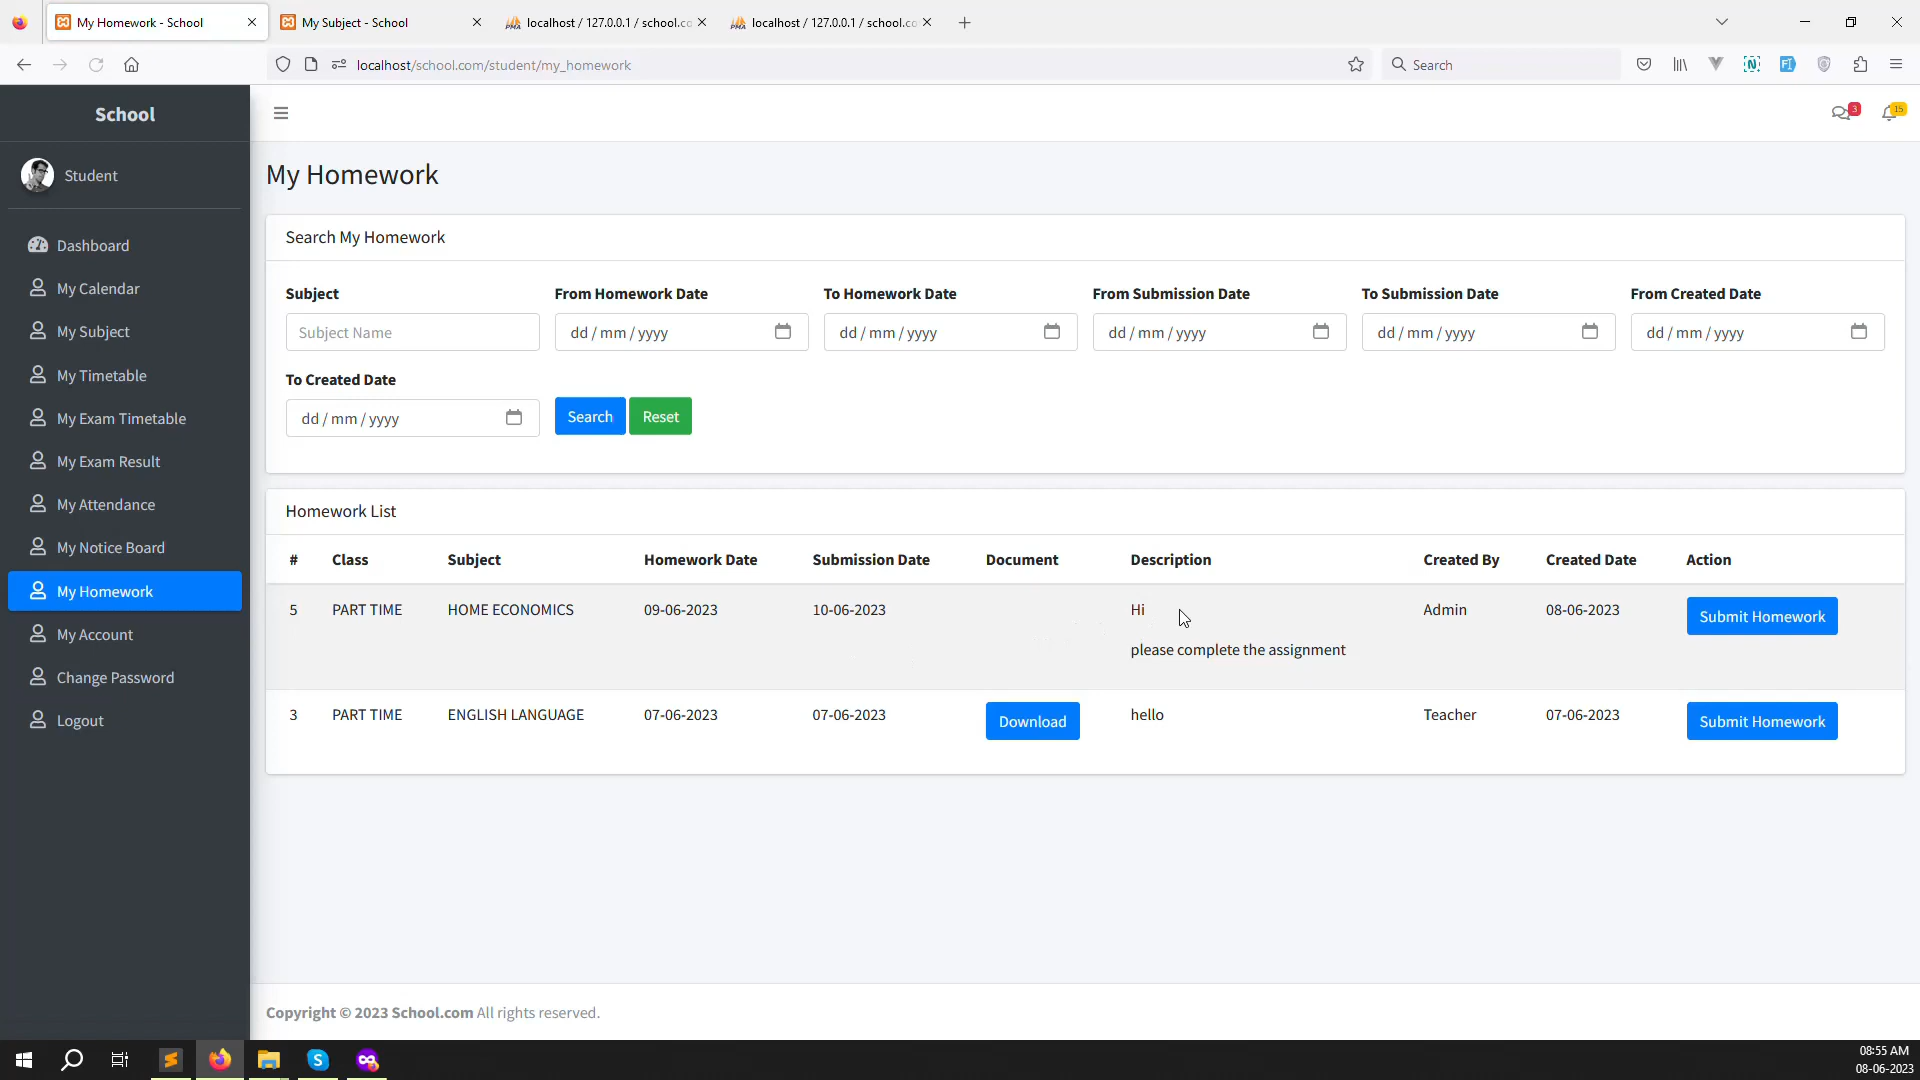 My Homework - School
My Subject - School
localhost / 127.0.0.1 / school.co
localhost / 127.0.0.1 / school.co
localhost/school.com/student/my_homework
Search
School
3
15
Student
My Homework
Dashboard
My Calendar
My Subject
My Timetable
My Exam Timetable
My Exam Result
My Attendance
My Notice Board
My Homework
My Account
Change Password
Logout
Search My Homework
Subject From Homework Date To Homework Date From Submission Date To Submission Date From Created Date
Subject Name dd / mm / yyyy dd / mm / yyyy dd / mm / yyyy dd / mm / yyyy dd / mm / yyyy
To Created Date
dd / mm / yyyy Search Reset
Homework List
# Class Subject Homework Date Submission Date Document Description Created By Created Date Action
5 PART TIME HOME ECONOMICS 09-06-2023 10-06-2023 Hi Admin 08-06-2023 Submit Homework
please complete the assignment
3 PART TIME ENGLISH LANGUAGE 07-06-2023 07-06-2023 Download hello Teacher 07-06-2023 Submit Homework
Copyright © 2023 School.com All rights reserved.
08:55 AM
08-06-2023